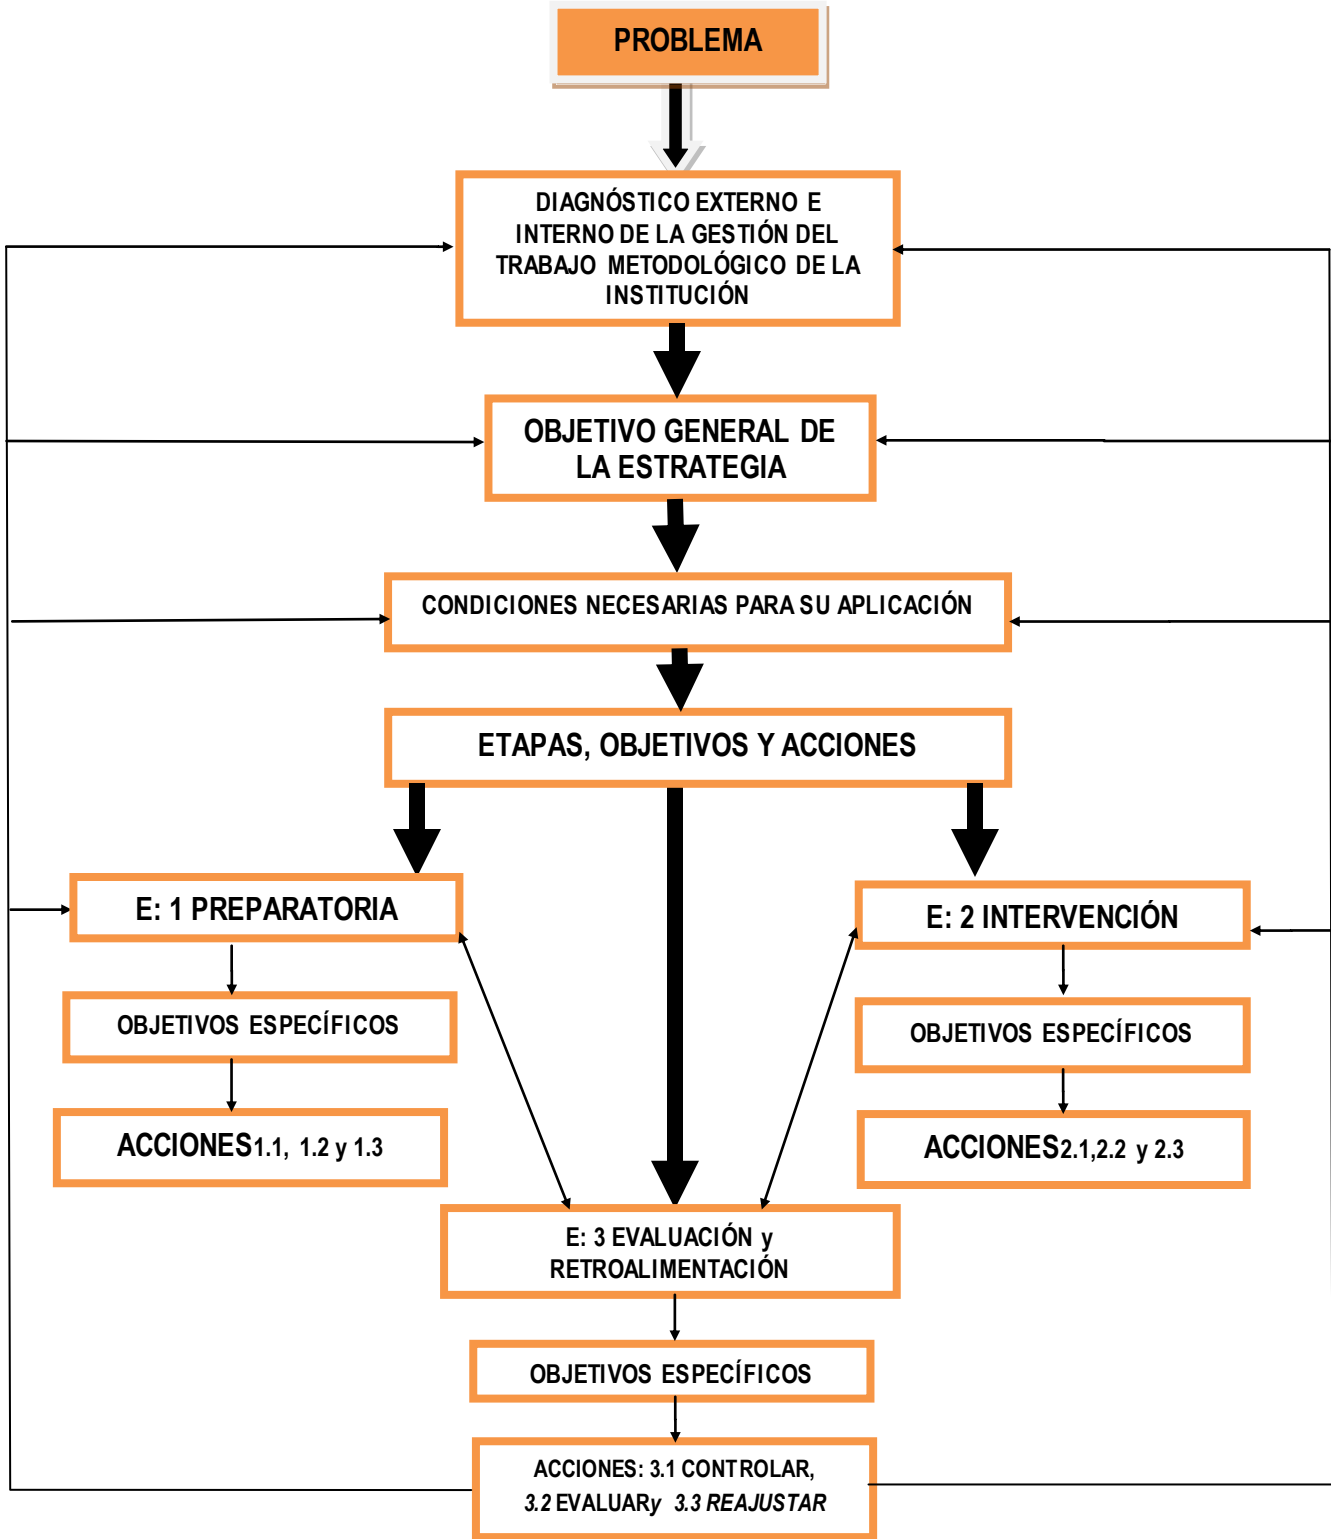 PROBLEMA
DIAGNÓSTICO EXTERNO E
INTERNO DE LA GESTIÓN DEL
TRABAJO METODOLÓGICO DE LA
INSTITUCIÓN
OBJETIVO GENERAL DE
LA ESTRATEGIA
CONDICIONES NECESARIAS PARA SU APLICACIÓN
ETAPAS, OBJETIVOS Y ACCIONES
E: 1 PREPARATORIA
E: 2 INTERVENCIÓN
OBJETIVOS ESPECÍFICOS
OBJETIVOS ESPECÍFICOS
ACCIONES1.1, 1.2 y 1.3
ACCIONES2.1,2.2 y 2.3
E: 3 EVALUACIÓN y
RETROALIMENTACIÓN
OBJETIVOS ESPECÍFICOS
ACCIONES: 3.1 CONTROLAR,
3.2 EVALUARy 3.3 REAJUSTAR